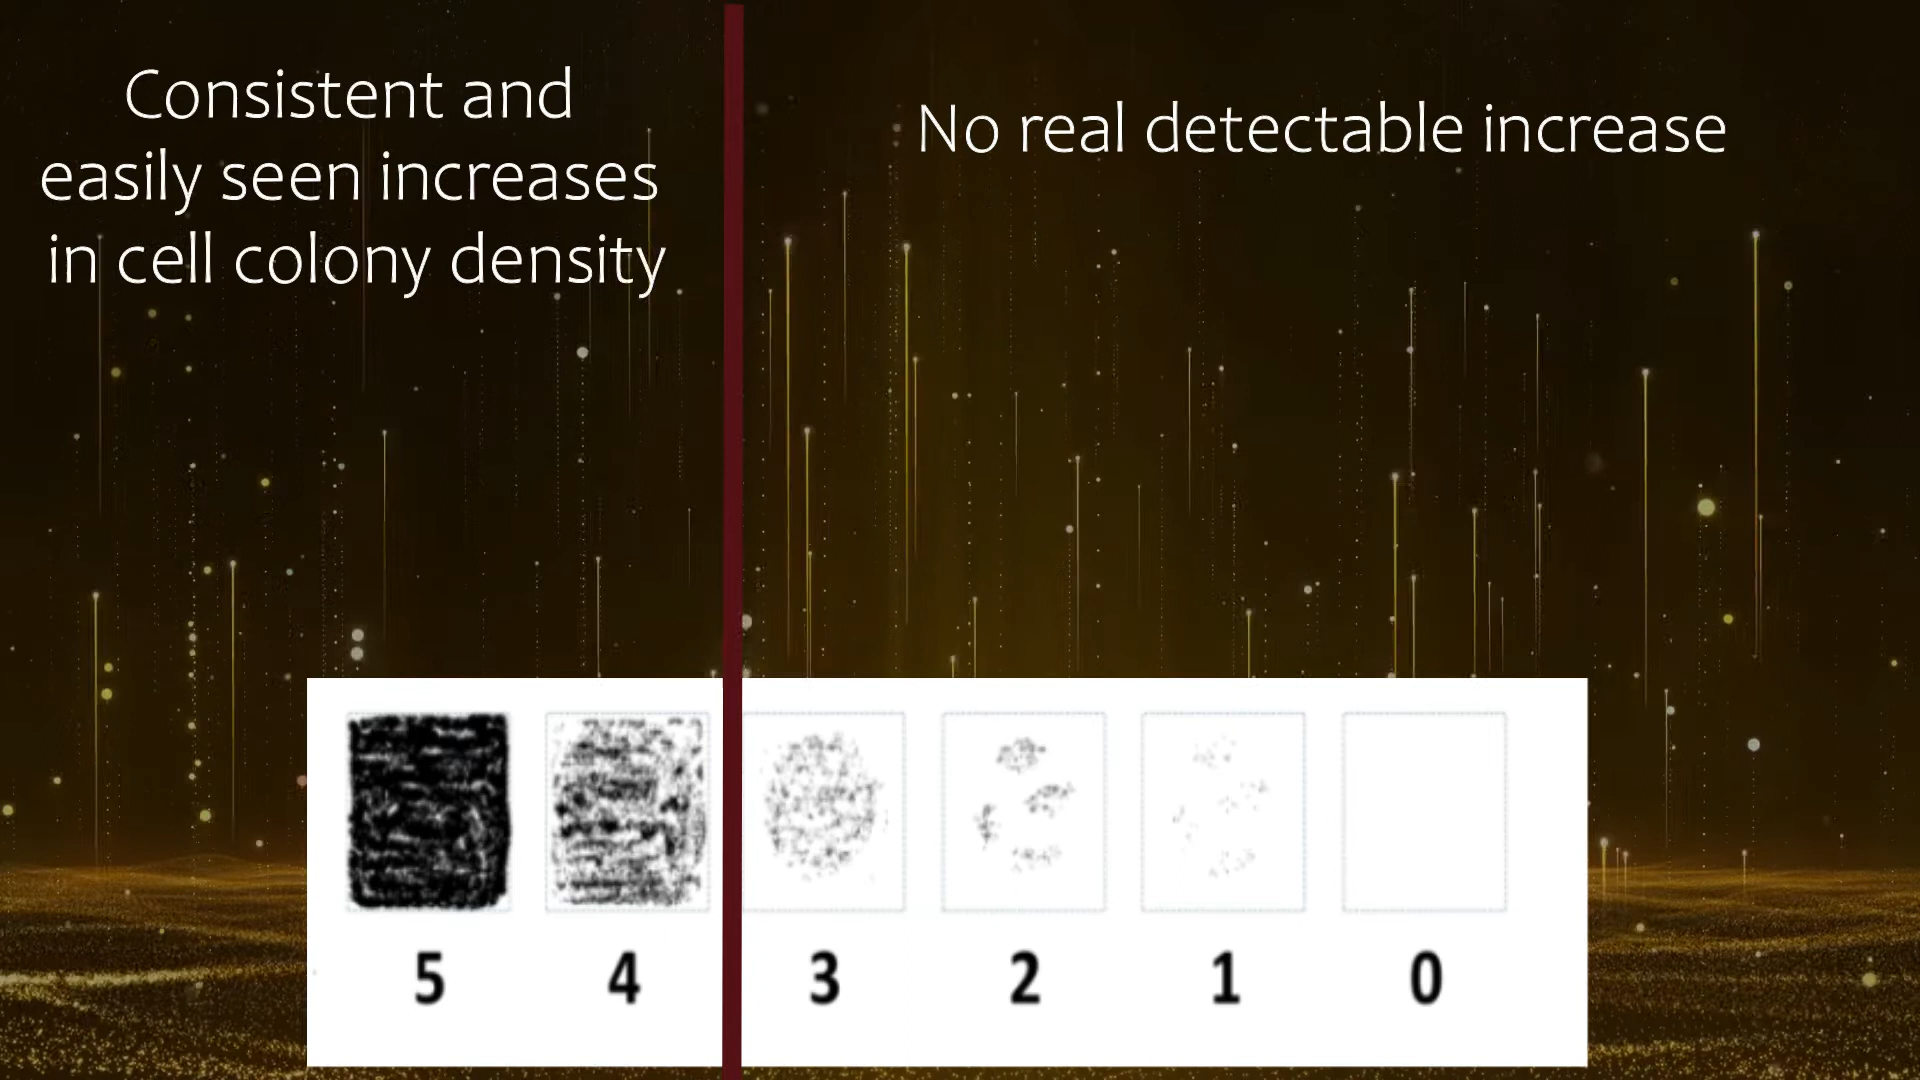 Consistent and
easily seen increases
in cell colony density
No real detectable increase
5 4 3 2 1 0